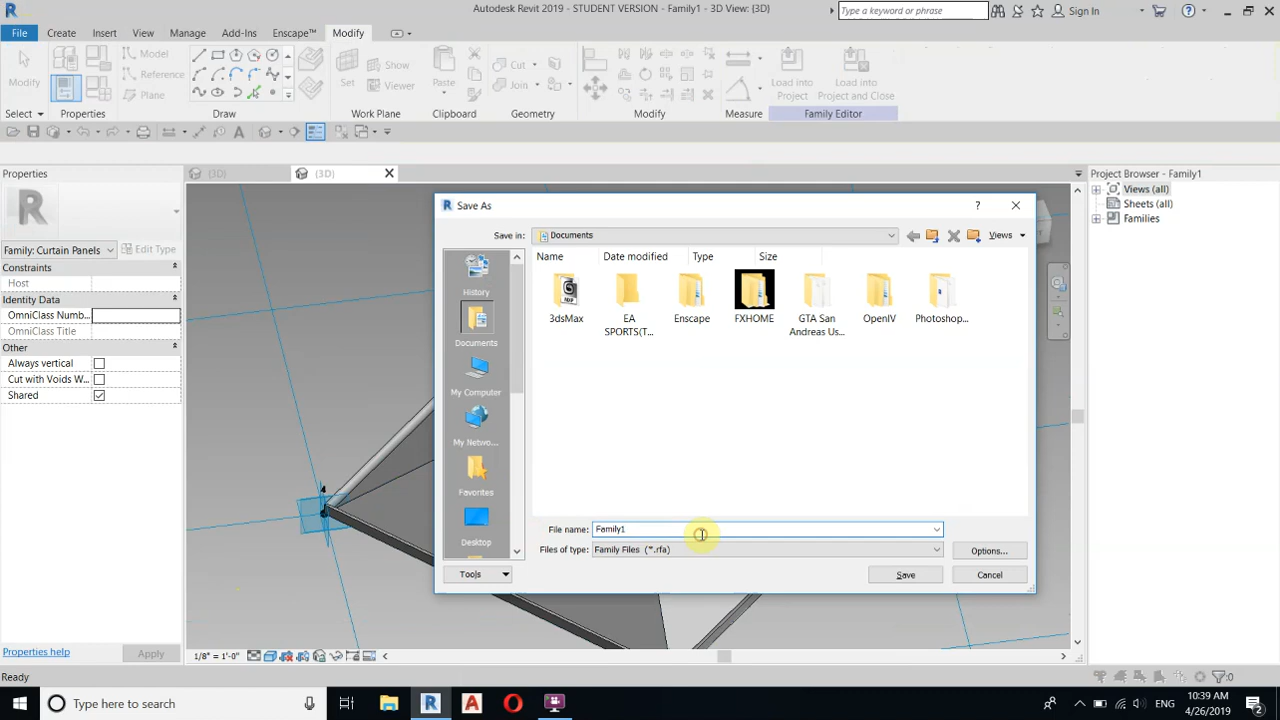 Autodesk Revit 2019 - STUDENT VERSION - Family1 - 3D View: {3D}
Type a keyword or phrase
Sign In
File Create Insert View Manage Add-Ins Enscape™ Modify
Modify
Model
Reference
Plane
Set
Show
Viewer
Paste
Cut
Join
Load into Project
Load into Project and Close
Select Properties Draw Work Plane Clipboard Geometry Modify Measure Family Editor
Properties
{3D}
{3D}
Project Browser - Family1
Views (all)
Sheets (all)
Families
Family: Curtain Panels
Edit Type
Constraints
Host
Identity Data
OmniClass Numb...
OmniClass Title
Other
Always vertical
Cut with Voids W...
Shared
Save As
Save in: Documents
Views
Name Date modified Type Size
3dsMax
EA SPORTS(T...
Enscape
FXHOME
GTA San Andreas Us...
OpenIV
Photoshop...
History
Documents
My Computer
My Netwo...
Favorites
Desktop
File name: Family1
Files of type: Family Files (*.rfa)
Options...
Tools
Save
Cancel
Properties help
Apply
1/8" = 1'-0"
Ready
:0
Type here to search
ENG
10:39 AM
4/26/2019
2